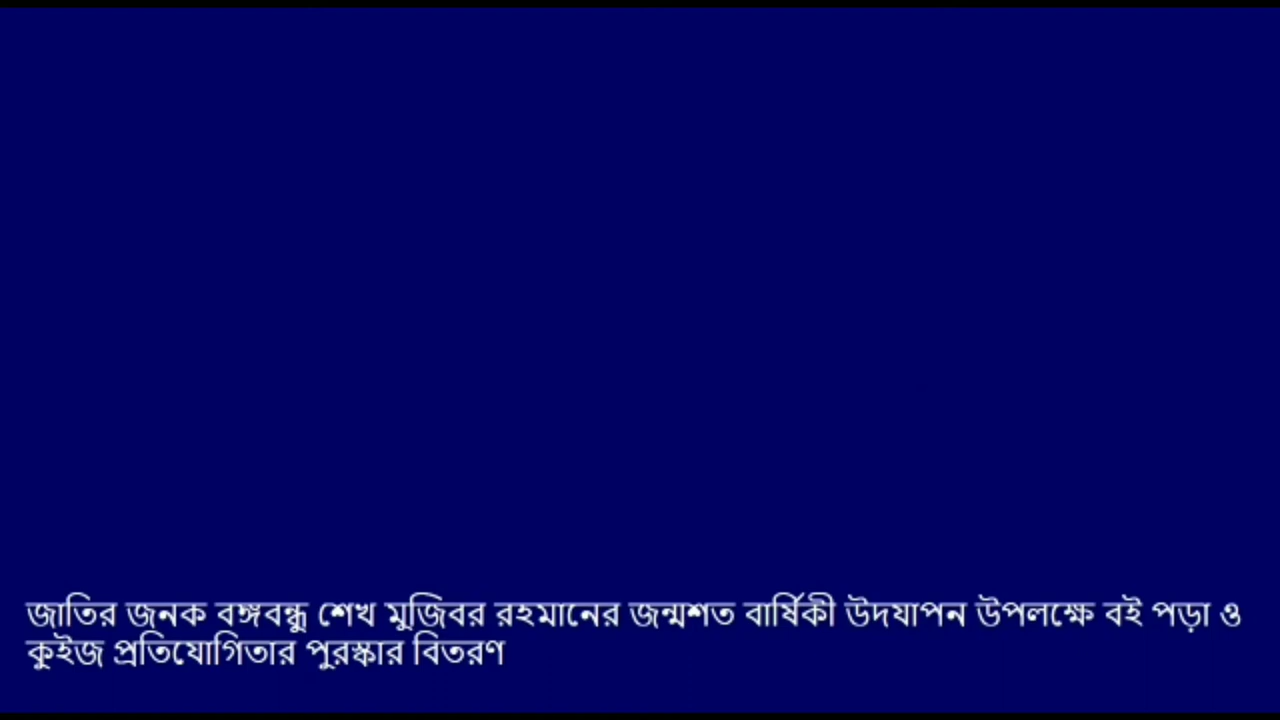 জাতির জনক বঙ্গবন্ধু শেখ মুজিবর রহমানের জন্মশত বার্ষিকী উদযাপন উপলক্ষে বই পড়া ও
কুইজ প্রতিযোগিতার পুরস্কার বিতরণ